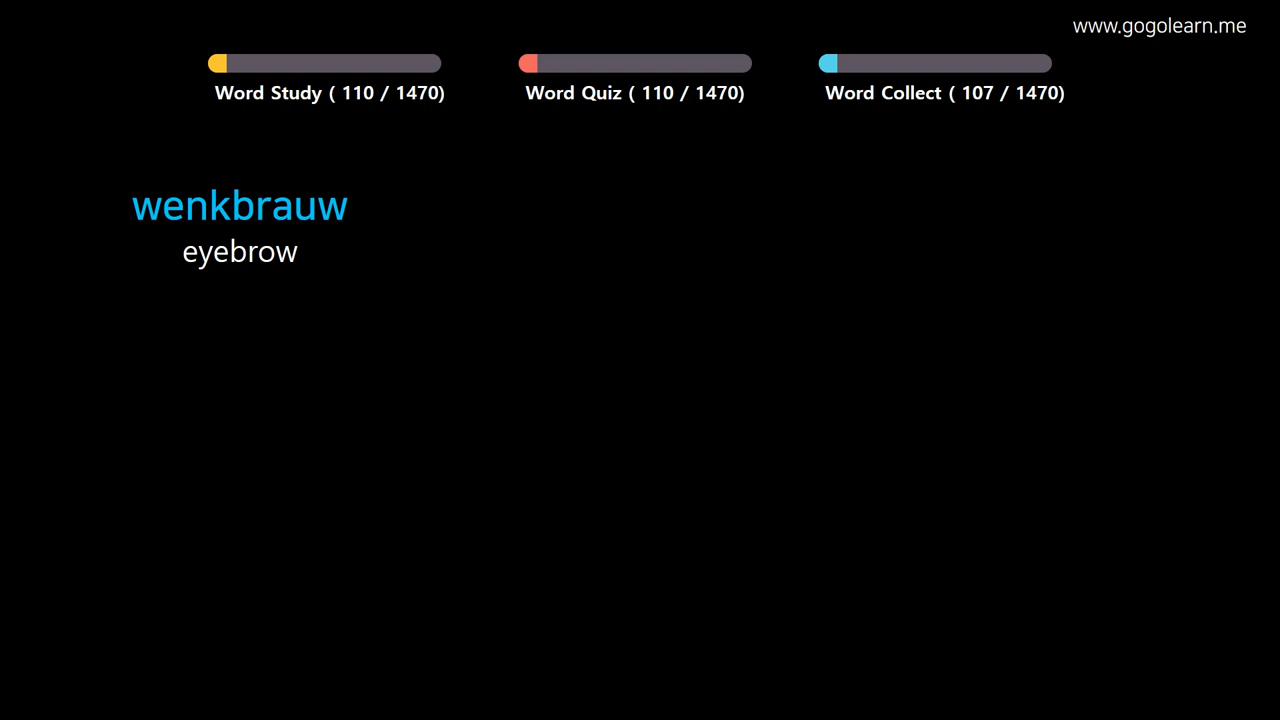 www.gogolearn.me
Word Study ( 110 / 1470)
Word Quiz ( 110 / 1470)
Word Collect ( 107 / 1470)
wenkbrauw
eyebrow